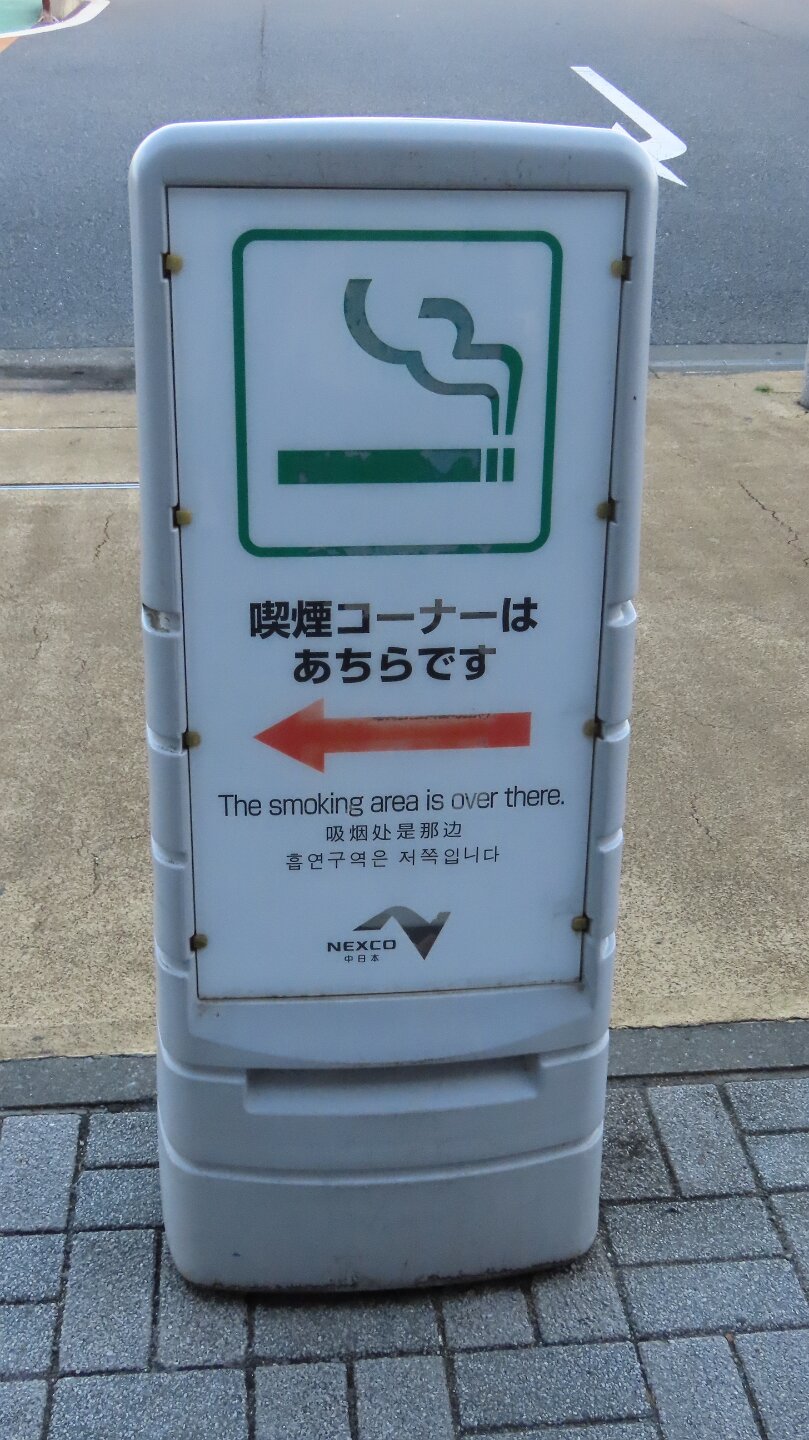 喫煙コーナーは
あちらです
The smoking area is over there.
吸烟处是那边
흡연구역은 저쪽입니다
NEXCO
中日本